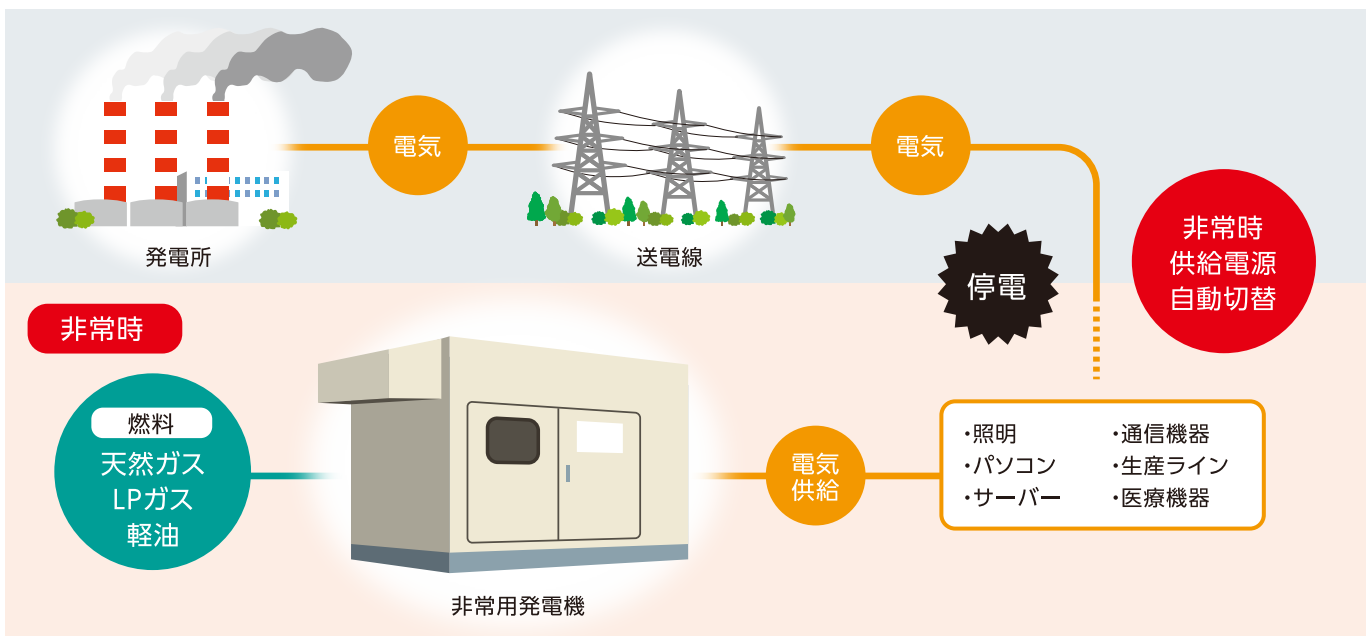 電気
電気
発電所
送電線
停電
非常時
供給電源
自動切替
非常時
燃料
天然ガス
LPガス
軽油
非常用発電機
電気
供給
・照明
・パソコン
・サーバー
・通信機器
・生産ライン
・医療機器